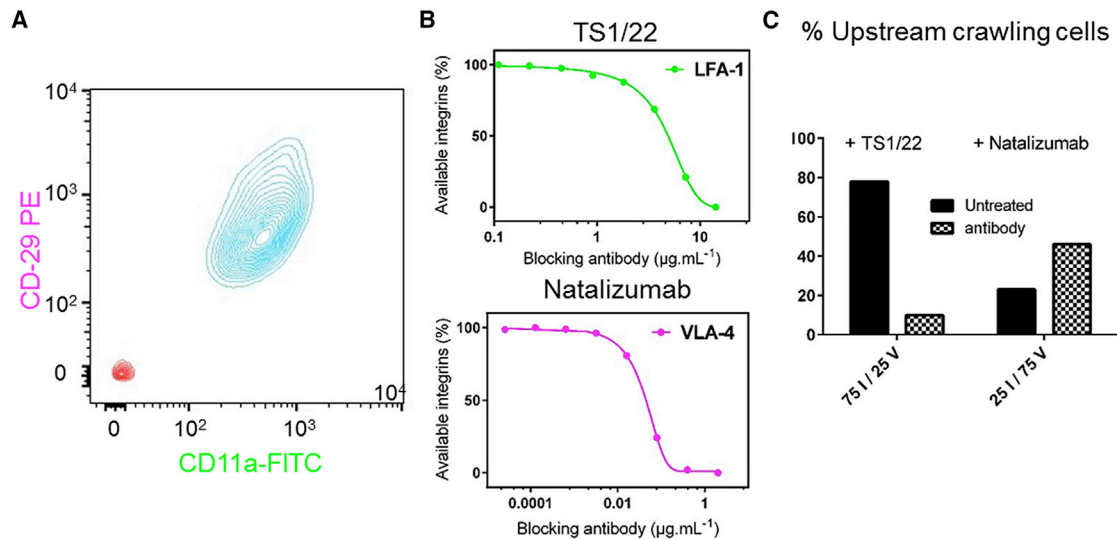 A
10⁴
10³
10²
0
CD-29 PE
10⁴
0
10²
10³
CD11a-FITC
B
TS1/22
LFA-1
100
50
0
Available integrins (%)
0.1
1
10
Blocking antibody (µg.mL⁻¹)
Natalizumab
VLA-4
100
50
0
Available integrins (%)
0.0001
0.01
1
Blocking antibody (µg.mL⁻¹)
C
% Upstream crawling cells
100
80
60
40
20
0
+ TS1/22
+ Natalizumab
Untreated
antibody
75 I / 25 V
25 I / 75 V